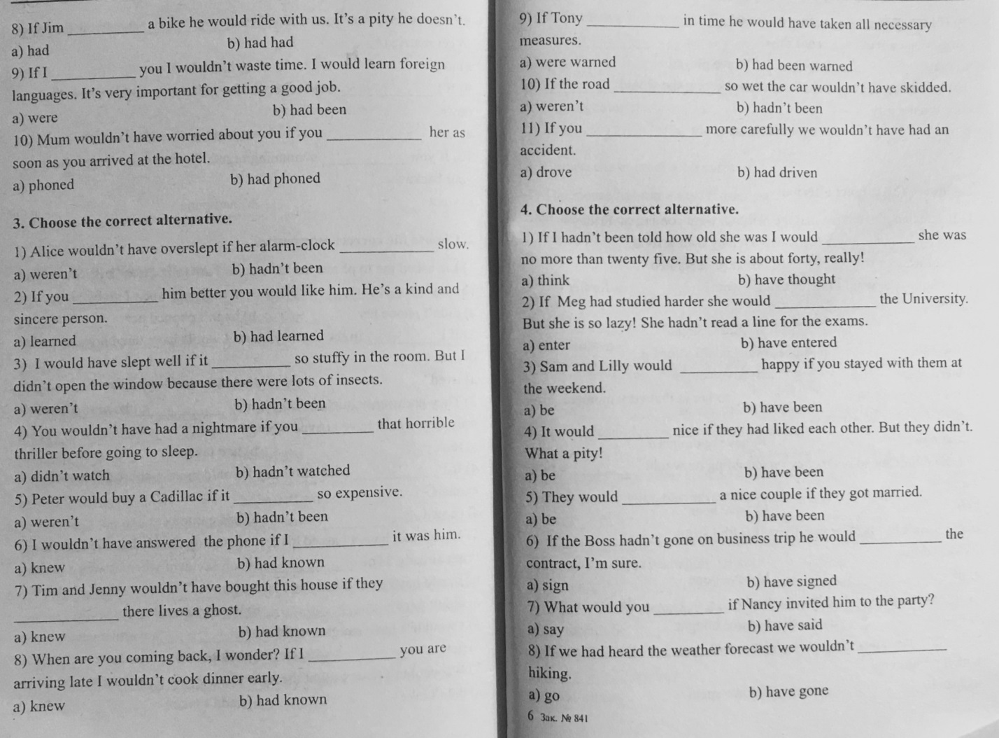 8) If Jim __________ a bike he would ride with us. It's a pity he doesn't.
a) had b) had had
9) If I ___________ you I wouldn't waste time. I would learn foreign
languages. It's very important for getting a good job.
a) were b) had been
10) Mum wouldn't have worried about you if you ____________ her as
soon as you arrived at the hotel.
a) phoned b) had phoned
3. Choose the correct alternative.
1) Alice wouldn't have overslept if her alarm-clock ____________ slow.
a) weren't b) hadn't been
2) If you ___________ him better you would like him. He's a kind and
sincere person.
a) learned b) had learned
3) I would have slept well if it __________ so stuffy in the room. But I
didn't open the window because there were lots of insects.
a) weren't b) hadn't been
4) You wouldn't have had a nightmare if you _________ that horrible
thriller before going to sleep.
a) didn't watch b) hadn't watched
5) Peter would buy a Cadillac if it __________ so expensive.
a) weren't b) hadn't been
6) I wouldn't have answered the phone if I ____________ it was him.
a) knew b) had known
7) Tim and Jenny wouldn't have bought this house if they
_____________ there lives a ghost.
a) knew b) had known
8) When are you coming back, I wonder? If I ___________ you are
arriving late I wouldn't cook dinner early.
a) knew b) had known
9) If Tony ____________ in time he would have taken all necessary
measures.
a) were warned b) had been warned
10) If the road _____________ so wet the car wouldn't have skidded.
a) weren't b) hadn't been
11) If you ______________ more carefully we wouldn't have had an
accident.
a) drove b) had driven
4. Choose the correct alternative.
1) If I hadn't been told how old she was I would ____________ she was
no more than twenty five. But she is about forty, really!
a) think b) have thought
2) If Meg had studied harder she would _____________ the University.
But she is so lazy! She hadn't read a line for the exams.
a) enter b) have entered
3) Sam and Lilly would __________ happy if you stayed with them at
the weekend.
a) be b) have been
4) It would _________ nice if they had liked each other. But they didn't.
What a pity!
a) be b) have been
5) They would ____________ a nice couple if they got married.
a) be b) have been
6) If the Boss hadn't gone on business trip he would __________ the
contract, I'm sure.
a) sign b) have signed
7) What would you _________ if Nancy invited him to the party?
a) say b) have said
8) If we had heard the weather forecast we wouldn't ___________
hiking.
a) go b) have gone
6 Зак. № 841